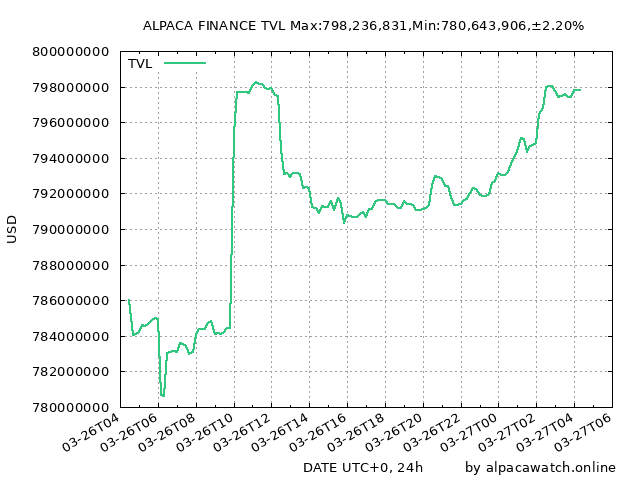 ALPACA FINANCE TVL Max:798,236,831,Min:780,643,906,±2.20%
TVL
800000000
798000000
796000000
794000000
792000000
790000000
788000000
786000000
784000000
782000000
780000000
USD
03-26T04
03-26T06
03-26T08
03-26T10
03-26T12
03-26T14
03-26T16
03-26T18
03-26T20
03-26T22
03-27T00
03-27T02
03-27T04
03-27T06
DATE UTC+0, 24h
by alpacawatch.online